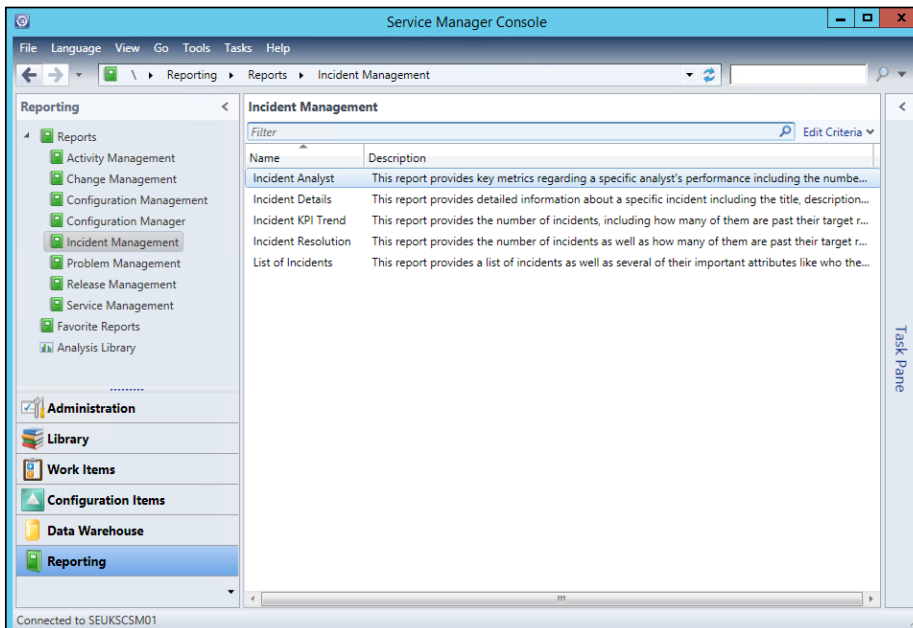 Service Manager Console
File Language View Go Tools Tasks Help
\ Reporting Reports Incident Management
Reporting
Reports
Activity Management
Change Management
Configuration Management
Configuration Manager
Incident Management
Problem Management
Release Management
Service Management
Favorite Reports
Analysis Library
Administration
Library
Work Items
Configuration Items
Data Warehouse
Reporting
Incident Management
Filter Edit Criteria
Name Description
Incident Analyst This report provides key metrics regarding a specific analyst's performance including the numbe...
Incident Details This report provides detailed information about a specific incident including the title, description...
Incident KPI Trend This report provides the number of incidents, including how many of them are past their target r...
Incident Resolution This report provides the number of incidents as well as how many of them are past their target r...
List of Incidents This report provides a list of incidents as well as several of their important attributes like who the...
Task Pane
Connected to SEUKSCSM01